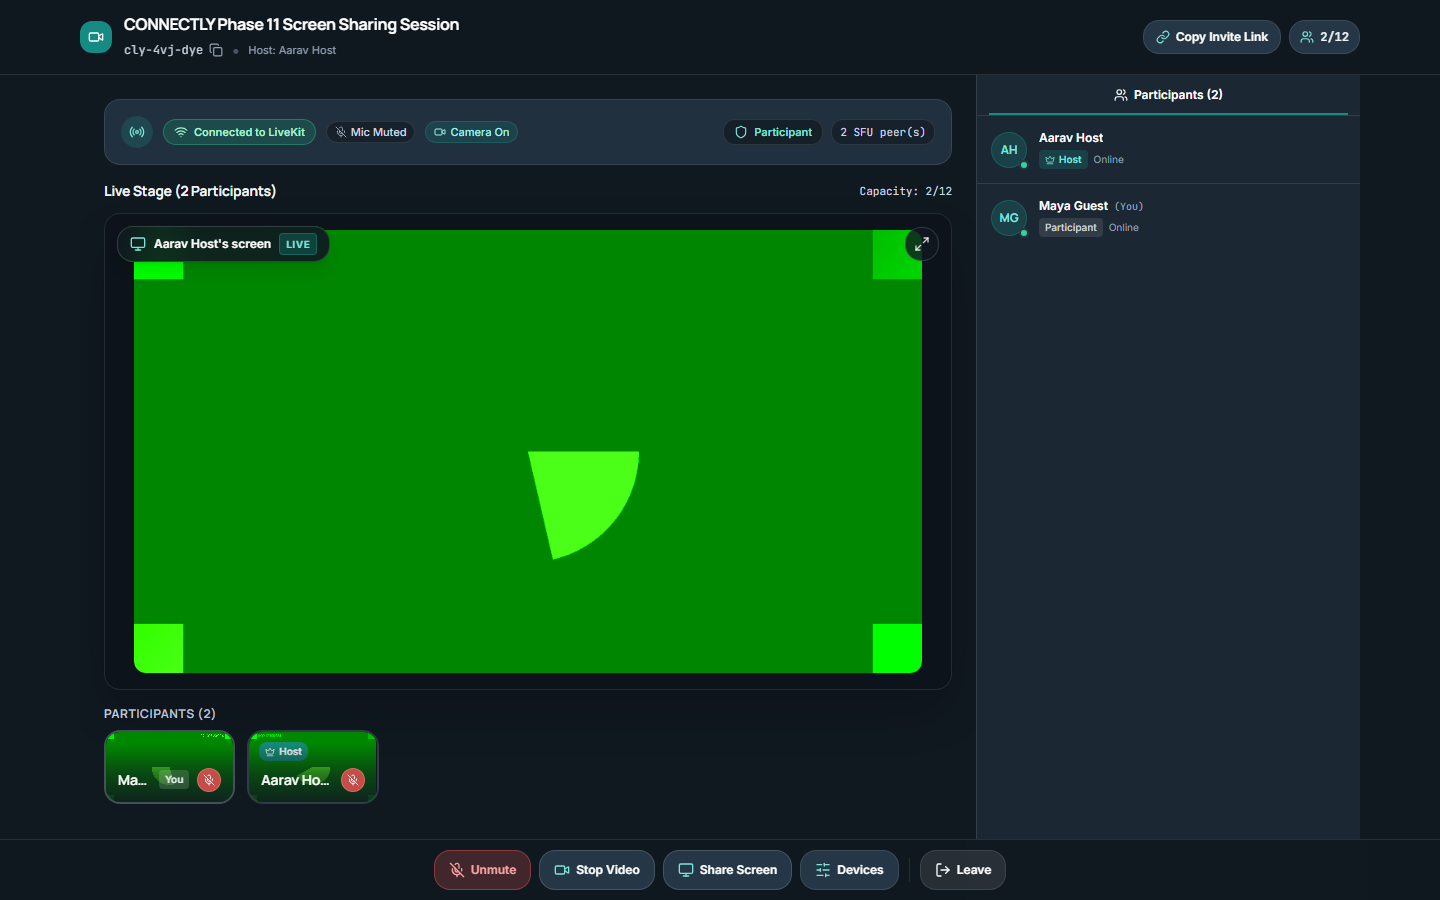 CONNECTLY Phase 11 Screen Sharing Session
cly-4vj-dye
Host: Aarav Host
Copy Invite Link
2/12
Connected to LiveKit
Mic Muted
Camera On
Participant
2 SFU peer(s)
Live Stage (2 Participants)
Capacity: 2/12
Aarav Host's screen
LIVE
PARTICIPANTS (2)
Ma...
You
Host
Aarav Ho...
Participants (2)
AH
Aarav Host
Host
Online
MG
Maya Guest (You)
Participant
Online
Unmute
Stop Video
Share Screen
Devices
Leave